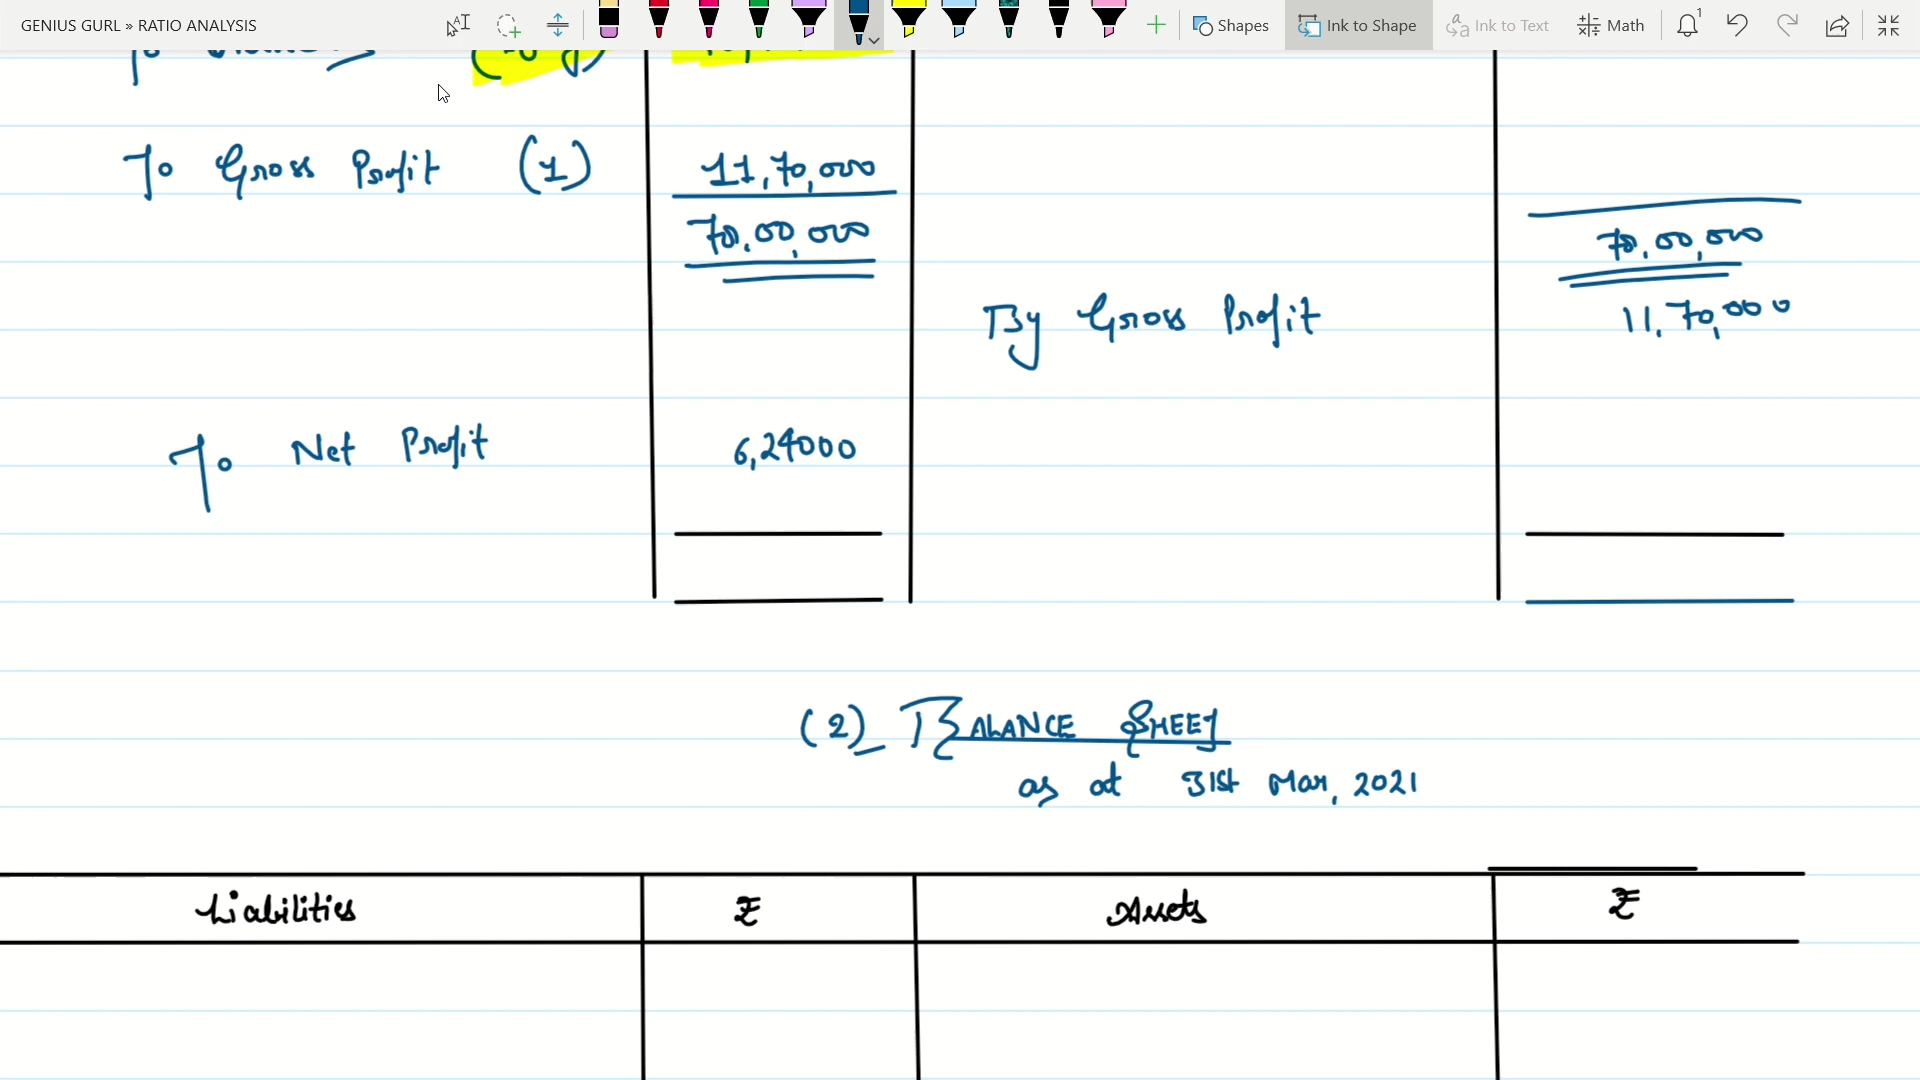 GENIUS GURL » RATIO ANALYSIS
Shapes Ink to Shape Ink to Text Math 1
To Gross Profit (1) 11,70,000
70,00,000 70,00,000
By Gross Profit 11,70,000
To Net Profit 6,24000
(2) BALANCE SHEET
as at 31st Mar, 2021
Liabilities ₹ Assets ₹